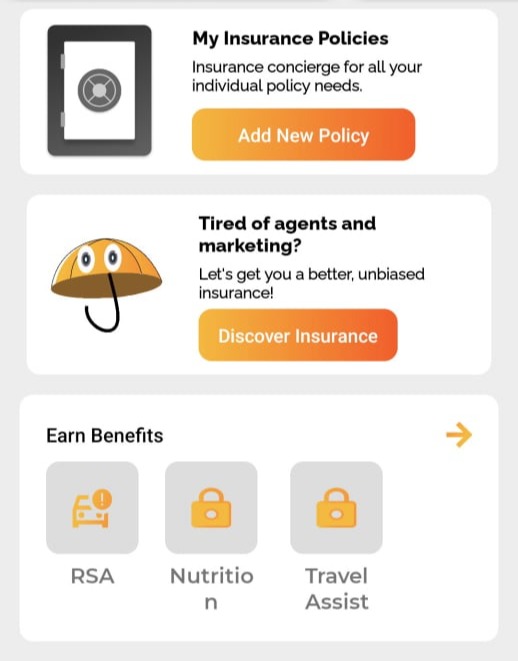 My Insurance Policies
Insurance concierge for all your
individual policy needs.
Add New Policy
Tired of agents and
marketing?
Let's get you a better, unbiased
insurance!
Discover Insurance
Earn Benefits
RSA
Nutritio
n
Travel
Assist